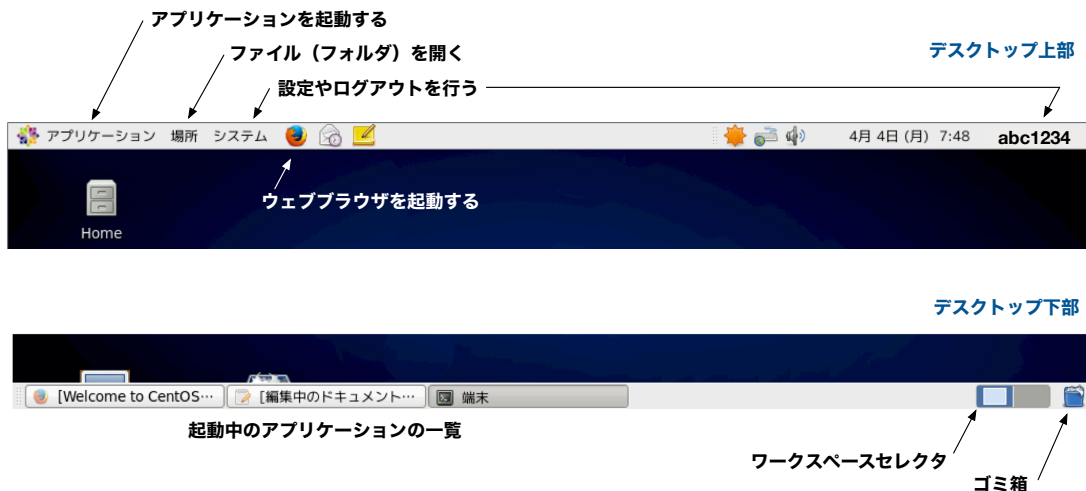 アプリケーションを起動する
ファイル（フォルダ）を開く
デスクトップ上部
設定やログアウトを行う
アプリケーション 場所 システム 4月 4日 (月) 7:48 abc1234
ウェブブラウザを起動する
Home
デスクトップ下部
[Welcome to CentOS… [編集中のドキュメント… 端末
起動中のアプリケーションの一覧
ワークスペースセレクタ
ゴミ箱